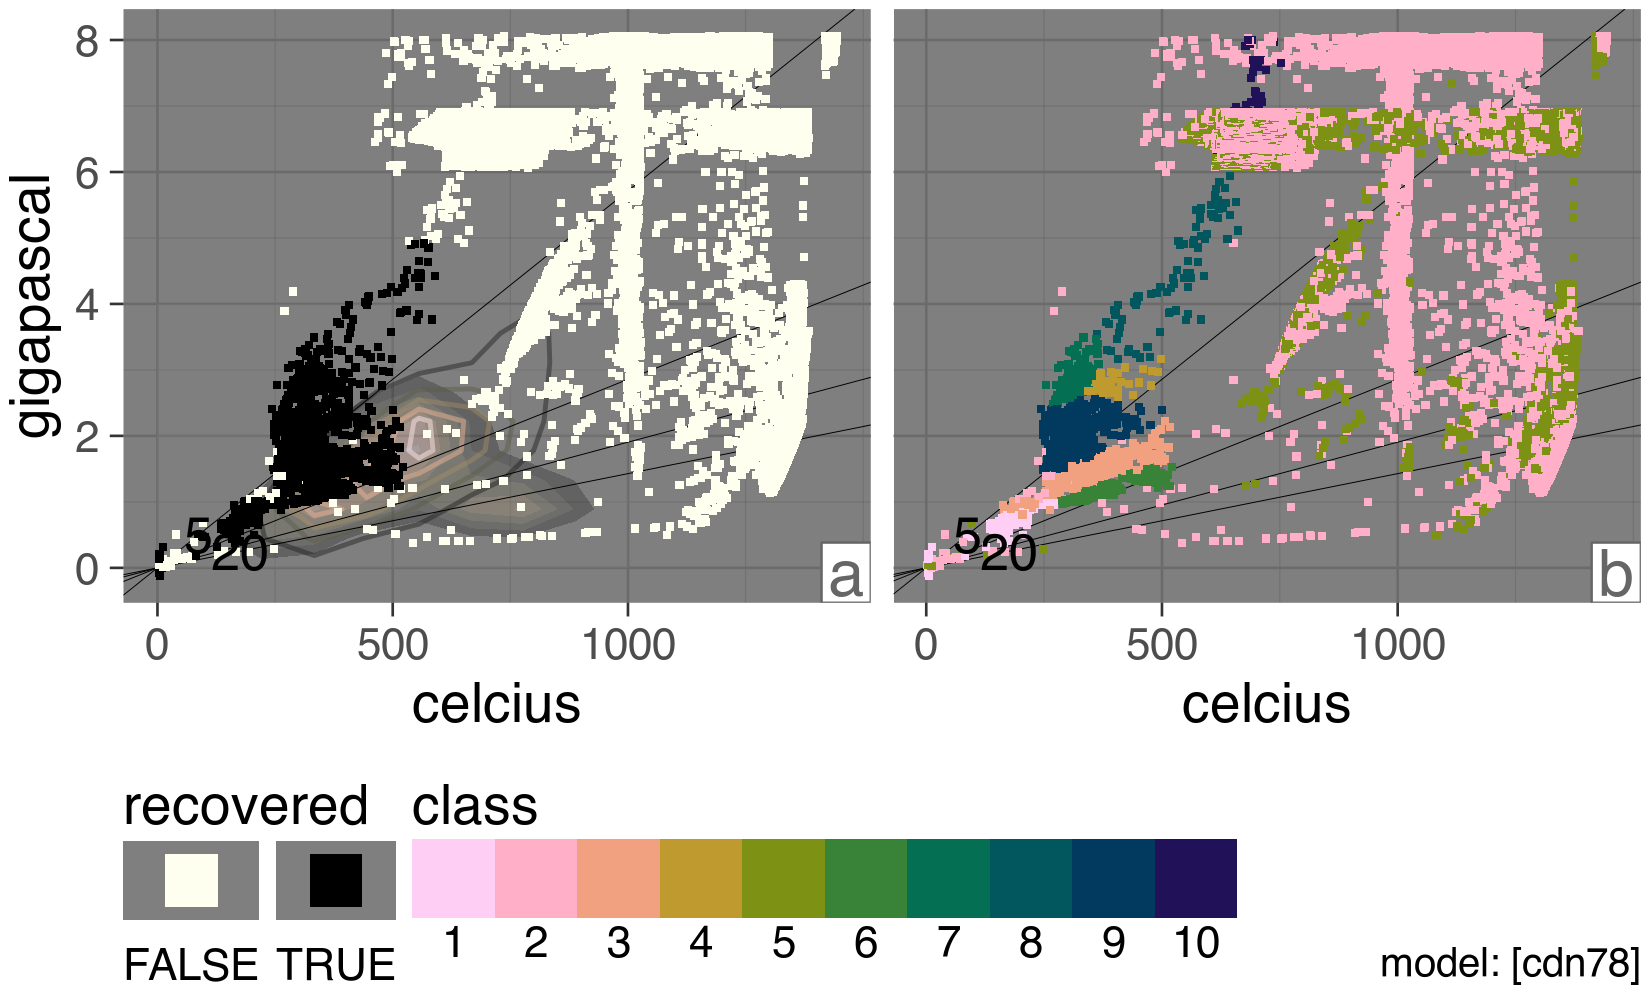 gigapascal
8
6
4
2
0
5
20
a
5
20
b
0 500 1000
0 500 1000
celcius
celcius
recovered
FALSE TRUE
class
1 2 3 4 5 6 7 8 9 10
model: [cdn78]